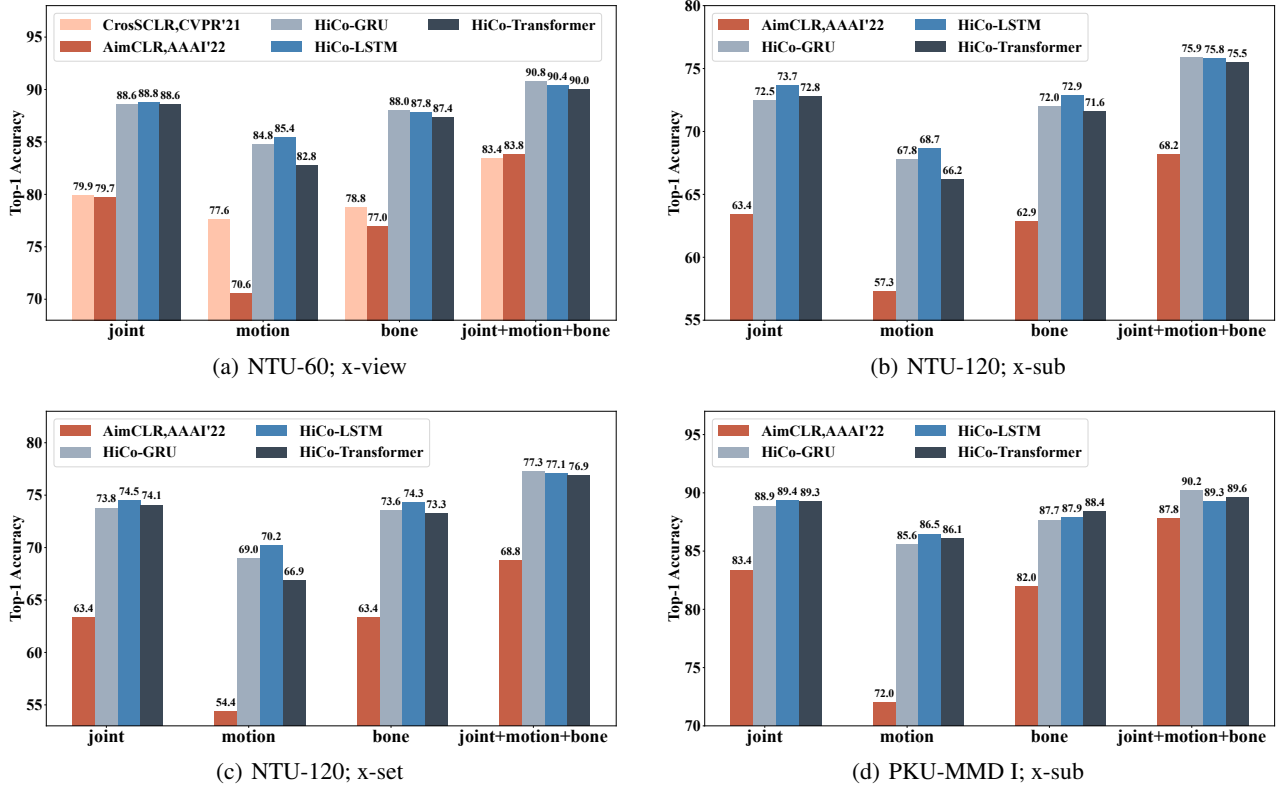 CrosSCLR,CVPR'21
AimCLR,AAAI'22
HiCo-GRU
HiCo-LSTM
HiCo-Transformer
Top-1 Accuracy
95
90
85
80
75
70
79.9 79.7 88.6 88.8 88.6
77.6 70.6 84.8 85.4 82.8
78.8 77.0 88.0 87.8 87.4
83.4 83.8 90.8 90.4 90.0
joint motion bone joint+motion+bone
(a) NTU-60; x-view
AimCLR,AAAI'22
HiCo-GRU
HiCo-LSTM
HiCo-Transformer
Top-1 Accuracy
80
75
70
65
60
55
63.4 72.5 73.7 72.8
57.3 67.8 68.7 66.2
62.9 72.0 72.9 71.6
68.2 75.9 75.8 75.5
joint motion bone joint+motion+bone
(b) NTU-120; x-sub
AimCLR,AAAI'22
HiCo-GRU
HiCo-LSTM
HiCo-Transformer
Top-1 Accuracy
80
75
70
65
60
55
63.4 73.8 74.5 74.1
54.4 69.0 70.2 66.9
63.4 73.6 74.3 73.3
68.8 77.3 77.1 76.9
joint motion bone joint+motion+bone
(c) NTU-120; x-set
AimCLR,AAAI'22
HiCo-GRU
HiCo-LSTM
HiCo-Transformer
Top-1 Accuracy
95
90
85
80
75
70
83.4 88.9 89.4 89.3
72.0 85.6 86.5 86.1
82.0 87.7 87.9 88.4
87.8 90.2 89.3 89.6
joint motion bone joint+motion+bone
(d) PKU-MMD I; x-sub